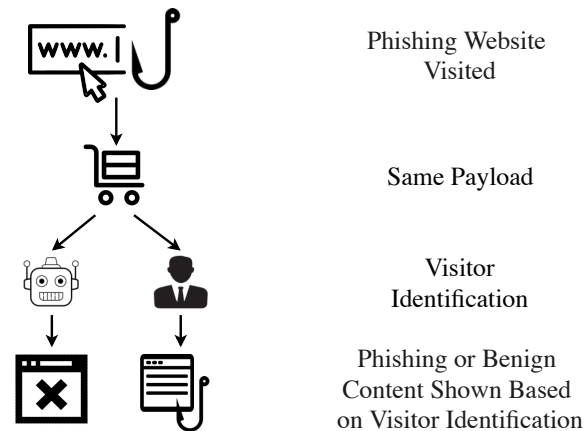 www.
Phishing Website
Visited
Same Payload
Visitor
Identification
Phishing or Benign
Content Shown Based
on Visitor Identification